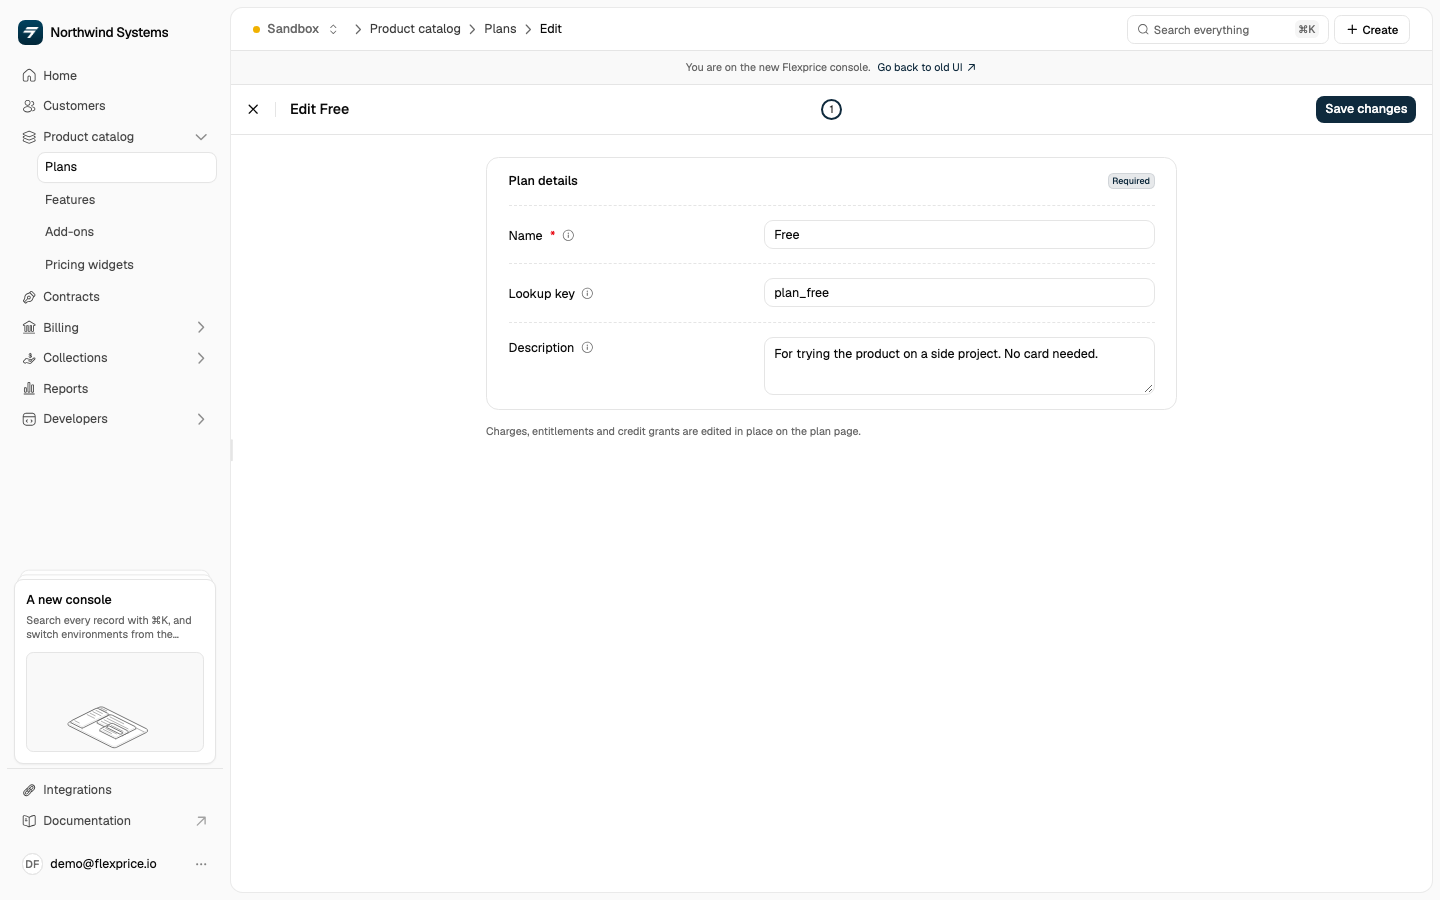 Northwind Systems
Home
Customers
Product catalog
Plans
Features
Add-ons
Pricing widgets
Contracts
Billing
Collections
Reports
Developers
A new console
Search every record with ⌘K, and
switch environments from the...
Integrations
Documentation
DF demo@flexprice.io
Sandbox Product catalog Plans Edit
Search everything ⌘K
Create
You are on the new Flexprice console. Go back to old UI
Edit Free
1
Save changes
Plan details
Required
Name *
Free
Lookup key
plan_free
Description
For trying the product on a side project. No card needed.
Charges, entitlements and credit grants are edited in place on the plan page.